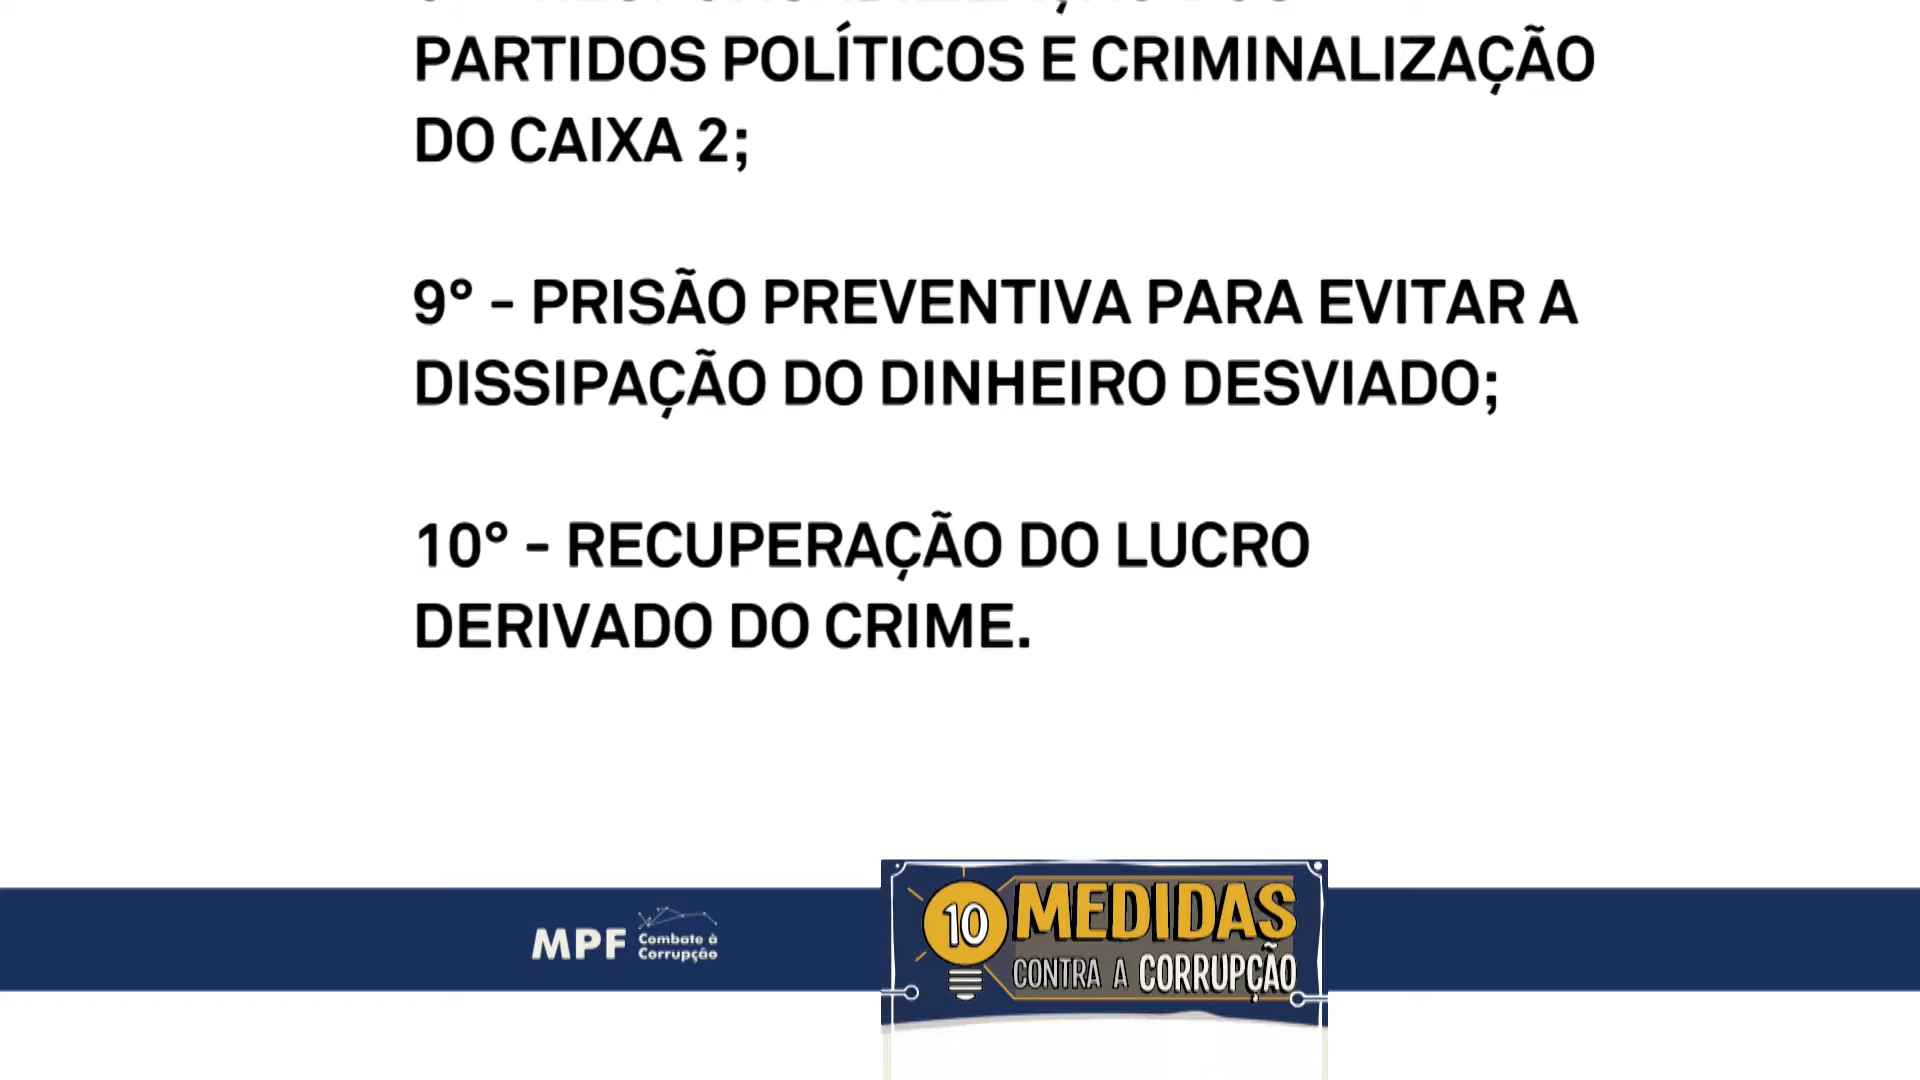 PARTIDOS POLÍTICOS E CRIMINALIZAÇÃO
DO CAIXA 2;
9° - PRISÃO PREVENTIVA PARA EVITAR A
DISSIPAÇÃO DO DINHEIRO DESVIADO;
10° - RECUPERAÇÃO DO LUCRO
DERIVADO DO CRIME.
MPF Combate à
Corrupção
10 MEDIDAS
CONTRA A CORRUPÇÃO